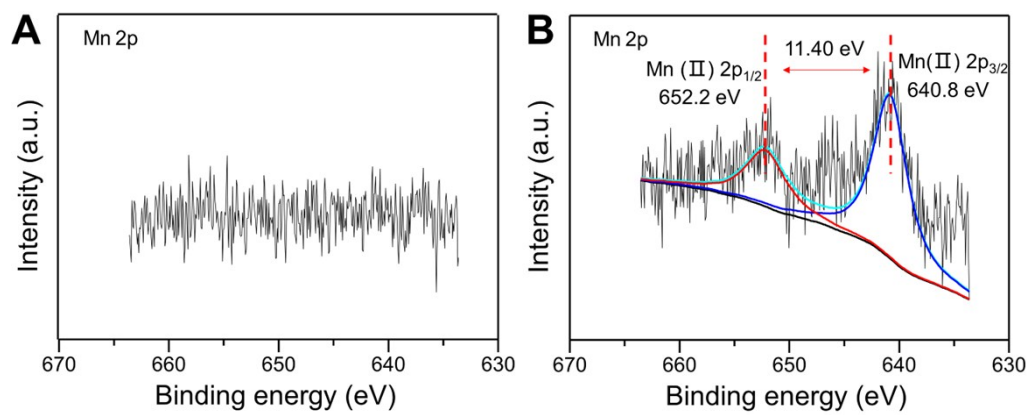 A
Mn 2p
Intensity (a.u.)
670
660
650
640
630
Binding energy (eV)
B
Mn 2p
11.40 eV
Mn (Ⅱ) 2p1/2
652.2 eV
Mn(Ⅱ) 2p3/2
640.8 eV
Intensity (a.u.)
670
660
650
640
630
Binding energy (eV)